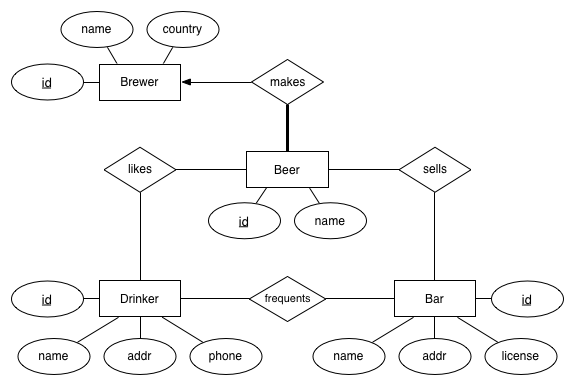 name
country
id
Brewer
makes
likes
Beer
sells
id
name
id
Drinker
frequents
Bar
id
name
addr
phone
name
addr
license